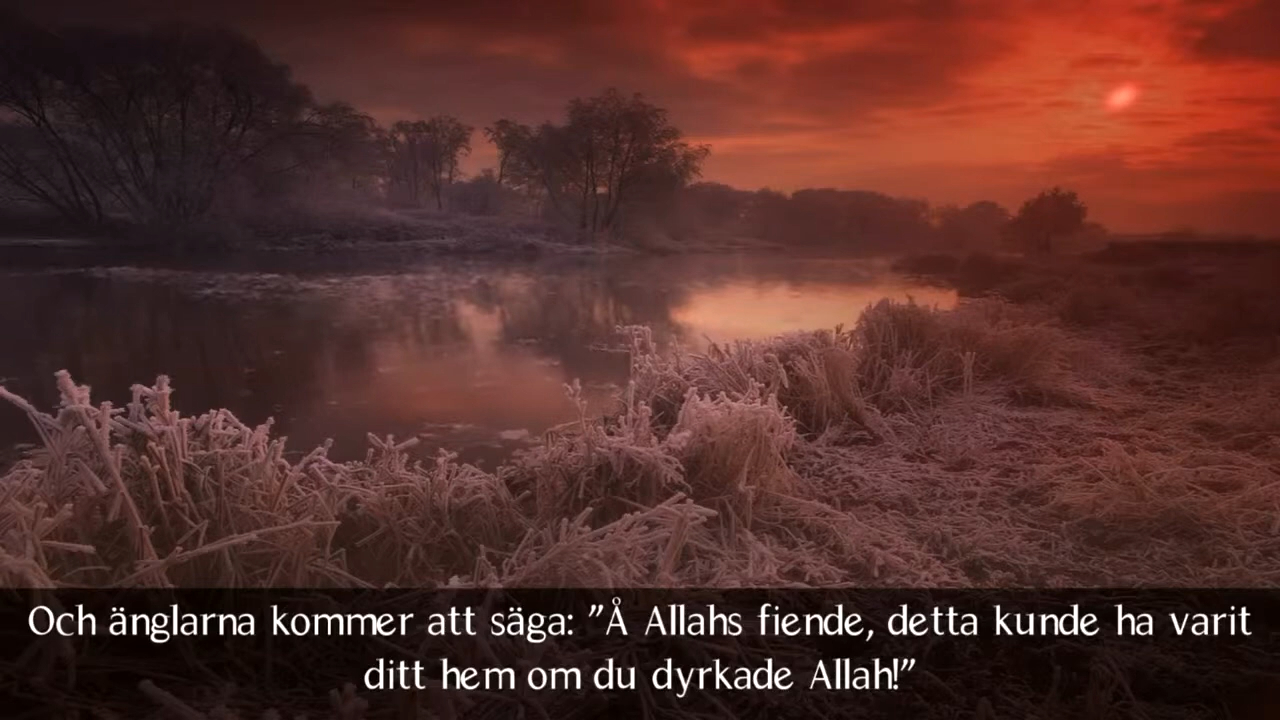 Och änglarna kommer att säga: ”Å Allahs fiende, detta kunde ha varit
ditt hem om du dyrkade Allah!”